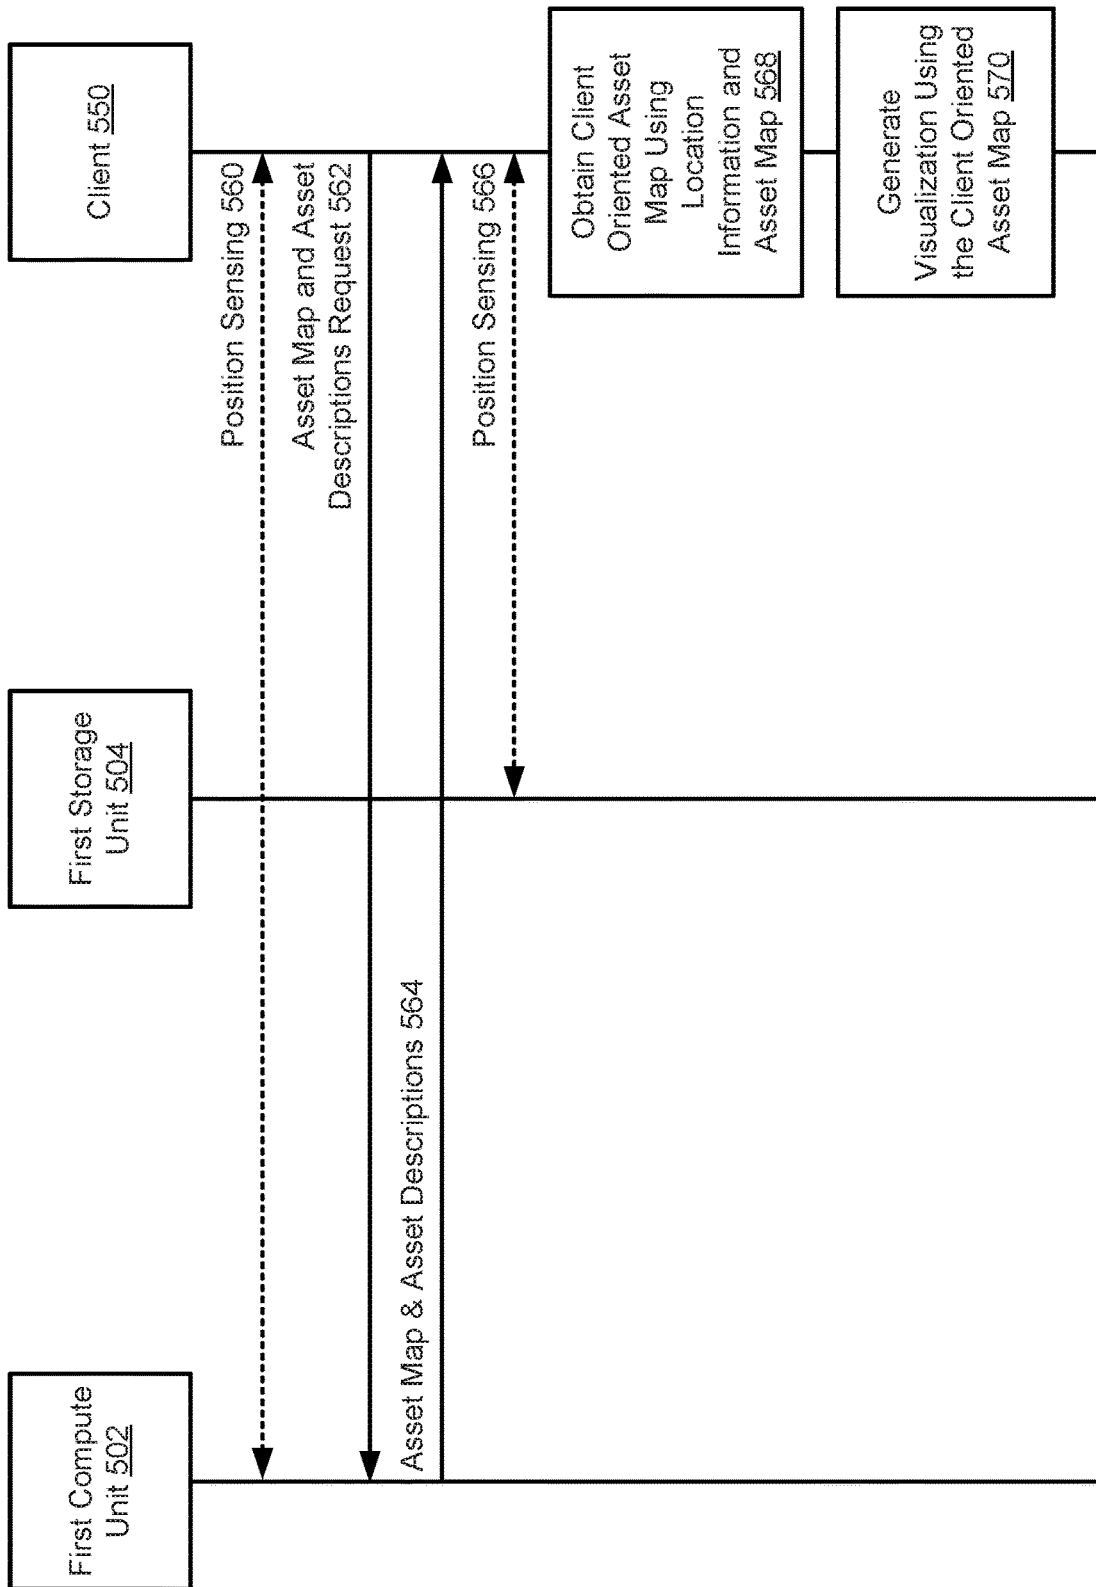 First Compute
Unit 502
First Storage
Unit 504
Client 550
Position Sensing 560
Asset Map and Asset
Descriptions Request 562
Asset Map & Asset Descriptions 564
Position Sensing 566
Obtain Client
Oriented Asset
Map Using
Location
Information and
Asset Map 568
Generate
Visualization Using
the Client Oriented
Asset Map 570